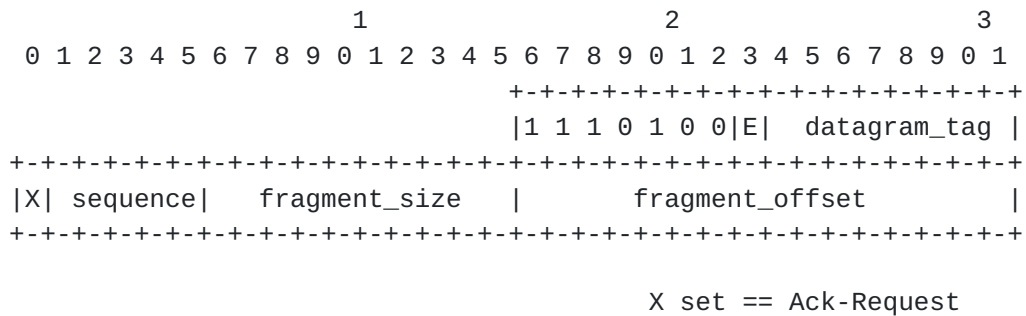 1                   2                   3
  0 1 2 3 4 5 6 7 8 9 0 1 2 3 4 5 6 7 8 9 0 1 2 3 4 5 6 7 8 9 0 1
                                 +-+-+-+-+-+-+-+-+-+-+-+-+-+-+-+-+
                                 |1 1 1 0 1 0 0|E|  datagram_tag |
 +-+-+-+-+-+-+-+-+-+-+-+-+-+-+-+-+-+-+-+-+-+-+-+-+-+-+-+-+-+-+-+-+
 |X| sequence|   fragment_size   |       fragment_offset         |
 +-+-+-+-+-+-+-+-+-+-+-+-+-+-+-+-+-+-+-+-+-+-+-+-+-+-+-+-+-+-+-+-+
                                          X set == Ack-Request